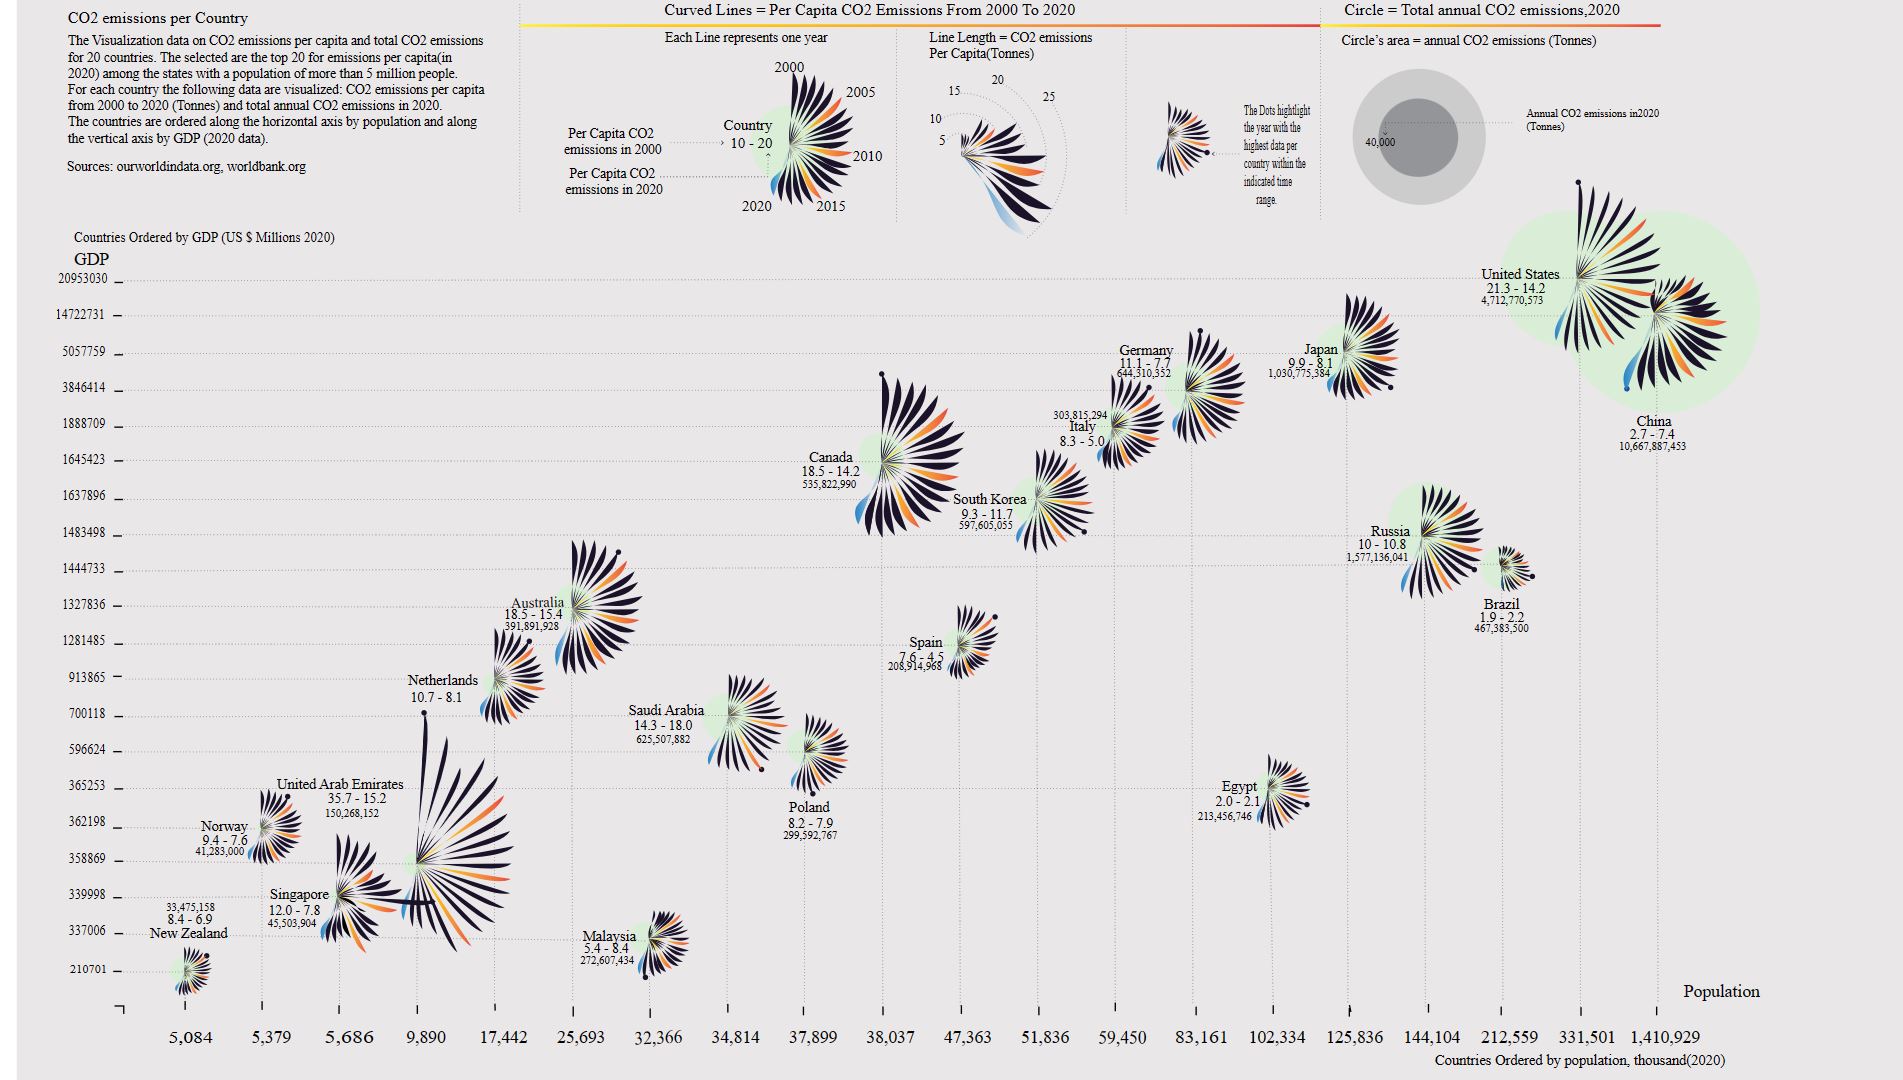 CO2 emissions per Country
The Visualization data on CO2 emissions per capita and total CO2 emissions
for 20 countries. The selected are the top 20 for emissions per capita(in
2020) among the states with a population of more than 5 million people.
For each country the following data are visualized: CO2 emissions per capita
from 2000 to 2020 (Tonnes) and total annual CO2 emissions in 2020.
The countries are ordered along the horizontal axis by population and along
the vertical axis by GDP (2020 data).
Sources: ourworldindata.org, worldbank.org
Curved Lines = Per Capita CO2 Emissions From 2000 To 2020
Each Line represents one year
2000
2005
2010
2015
2020
Country
10 - 20
Per Capita CO2
emissions in 2000
Per Capita CO2
emissions in 2020
Line Length = CO2 emissions
Per Capita(Tonnes)
5
10
15
20
25
The Dots hightlight
the year with the
highest data per
country within the
indicated time
range.
Circle = Total annual CO2 emissions,2020
Circle's area = annual CO2 emissions (Tonnes)
40,000
Annual CO2 emissions in2020
(Tonnes)
Countries Ordered by GDP (US $ Millions 2020)
GDP
20953030
14722731
5057759
3846414
1888709
1645423
1637896
1483498
1444733
1327836
1281485
913865
700118
596624
365253
362198
358869
339998
337006
210701
United States
21.3 - 14.2
4,712,770,573
China
2.7 - 7.4
10,667,887,453
Japan
9.9 - 8.1
1,030,775,384
Germany
11.1 - 7.7
644,310,352
303,815,294
Italy
8.3 - 5.0
Canada
18.5 - 14.2
535,822,990
South Korea
9.3 - 11.7
597,605,055
Russia
10 - 10.8
1,577,136,041
Brazil
1.9 - 2.2
467,383,500
Australia
18.5 - 15.4
391,891,928
Spain
7.6 - 4.5
208,914,968
Netherlands
10.7 - 8.1
Saudi Arabia
14.3 - 18.0
625,507,882
Poland
8.2 - 7.9
299,592,767
Egypt
2.0 - 2.1
213,456,746
United Arab Emirates
35.7 - 15.2
150,268,152
Norway
9.4 - 7.6
41,283,000
Singapore
12.0 - 7.8
45,503,904
33,475,158
8.4 - 6.9
New Zealand
Malaysia
5.4 - 8.4
272,607,434
Population
5,084
5,379
5,686
9,890
17,442
25,693
32,366
34,814
37,899
38,037
47,363
51,836
59,450
83,161
102,334
125,836
144,104
212,559
331,501
1,410,929
Countries Ordered by population, thousand(2020)